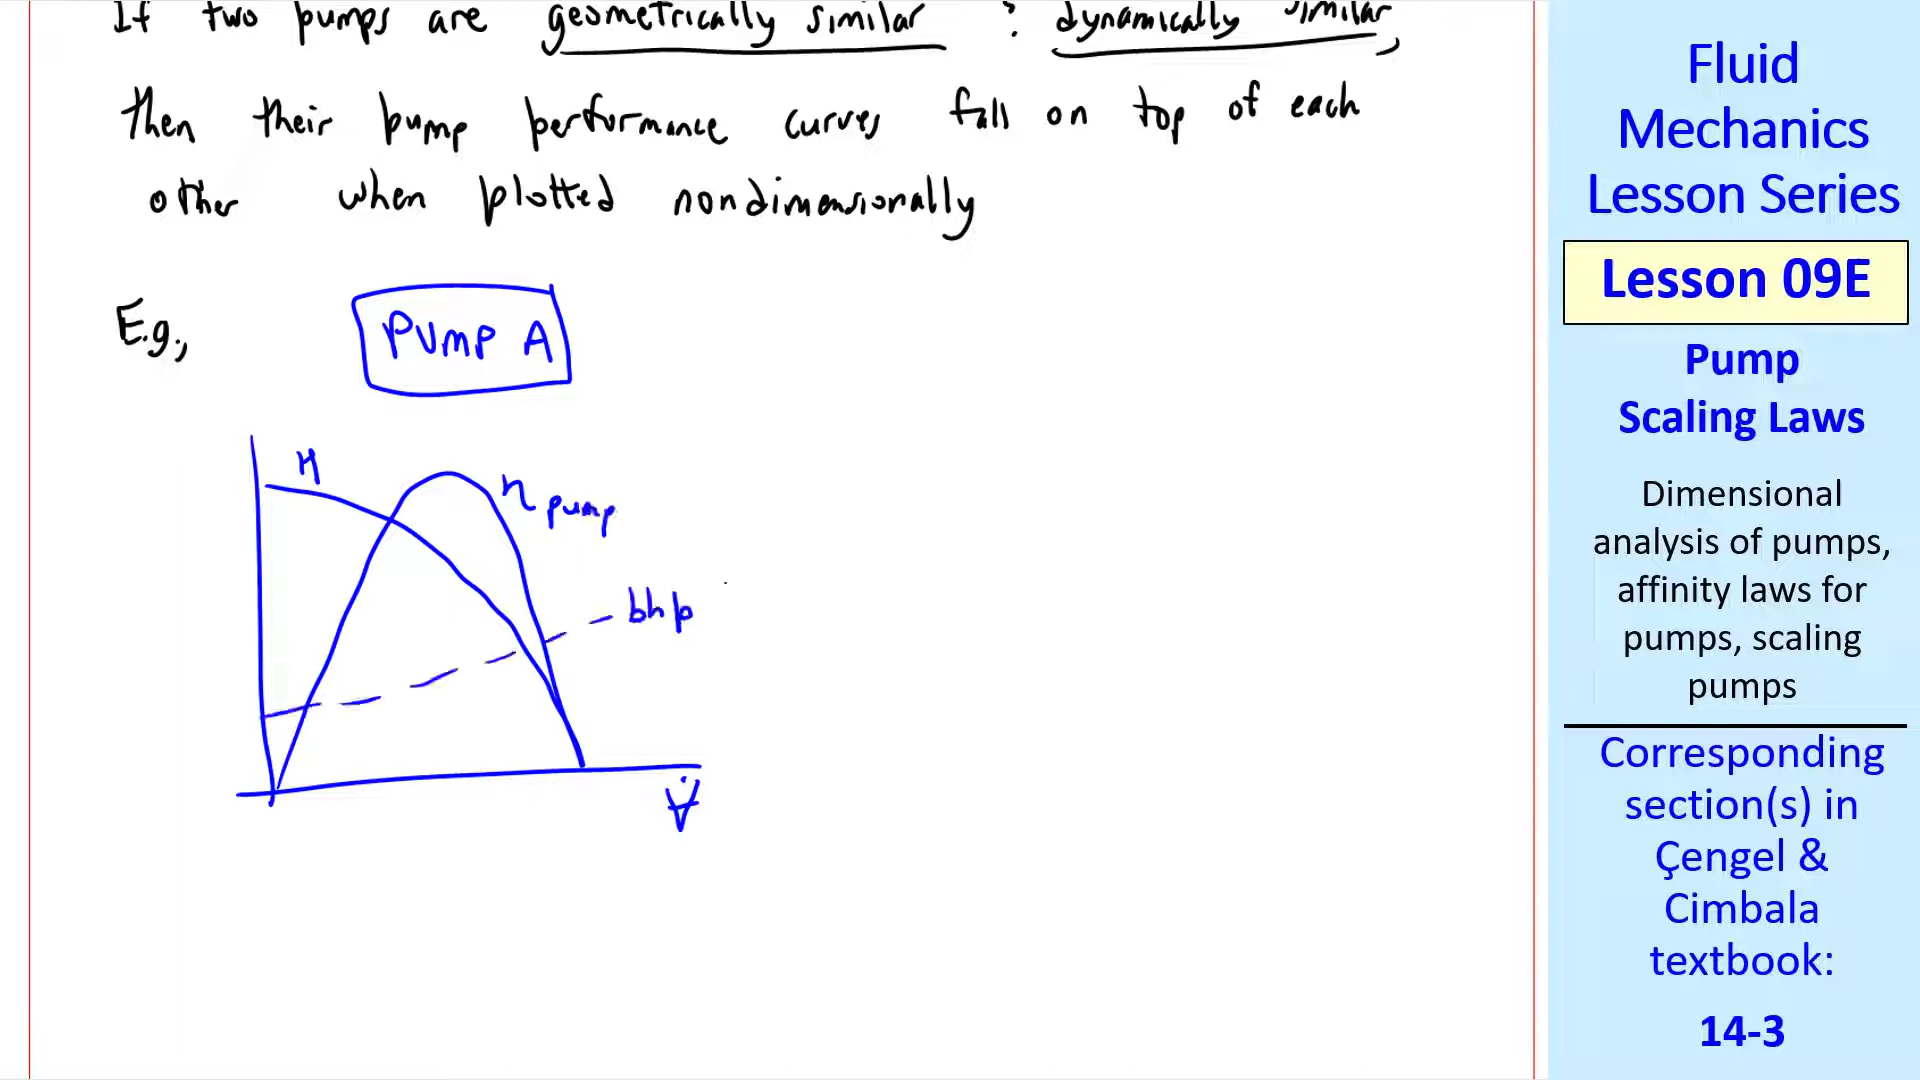 If two pumps are geometrically similar & dynamically similar,
then their pump performance curves fall on top of each
other when plotted nondimensionally
E.g.,
PUMP A
H
η pump
bhp
V̇
Fluid
Mechanics
Lesson Series
Lesson 09E
Pump
Scaling Laws
Dimensional
analysis of pumps,
affinity laws for
pumps, scaling
pumps
Corresponding
section(s) in
Çengel &
Cimbala
textbook:
14-3